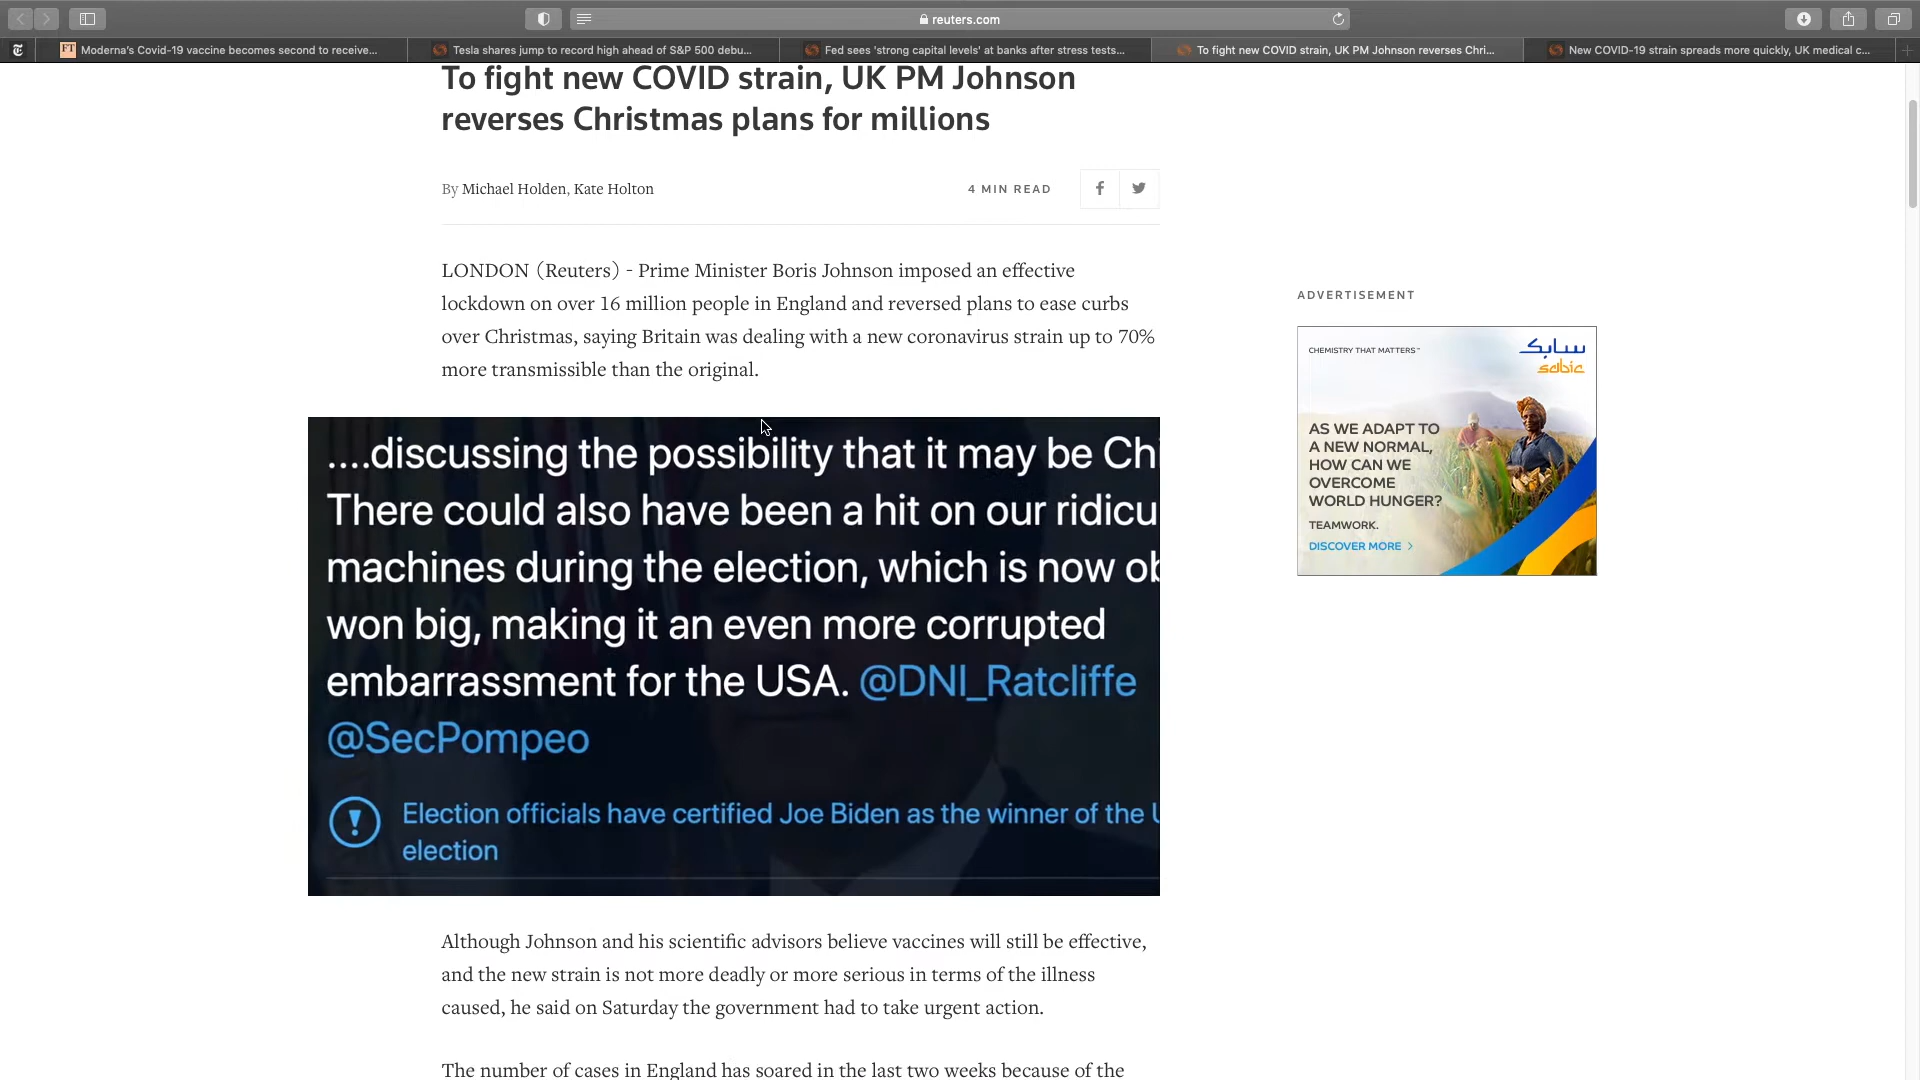 reuters.com
FT Moderna's Covid-19 vaccine becomes second to receive...
Tesla shares jump to record high ahead of S&P 500 debu...
Fed sees 'strong capital levels' at banks after stress tests...
To fight new COVID strain, UK PM Johnson reverses Chri...
New COVID-19 strain spreads more quickly, UK medical c...
To fight new COVID strain, UK PM Johnson
reverses Christmas plans for millions
By Michael Holden, Kate Holton
4 MIN READ
LONDON (Reuters) - Prime Minister Boris Johnson imposed an effective
lockdown on over 16 million people in England and reversed plans to ease curbs
over Christmas, saying Britain was dealing with a new coronavirus strain up to 70%
more transmissible than the original.
....discussing the possibility that it may be Chi
There could also have been a hit on our ridicu
machines during the election, which is now ob
won big, making it an even more corrupted
embarrassment for the USA. @DNI_Ratcliffe
@SecPompeo
Election officials have certified Joe Biden as the winner of the U
election
Although Johnson and his scientific advisors believe vaccines will still be effective,
and the new strain is not more deadly or more serious in terms of the illness
caused, he said on Saturday the government had to take urgent action.
The number of cases in England has soared in the last two weeks because of the
ADVERTISEMENT
CHEMISTRY THAT MATTERS™
سابك
sabic
AS WE ADAPT TO
A NEW NORMAL,
HOW CAN WE
OVERCOME
WORLD HUNGER?
TEAMWORK.
DISCOVER MORE >